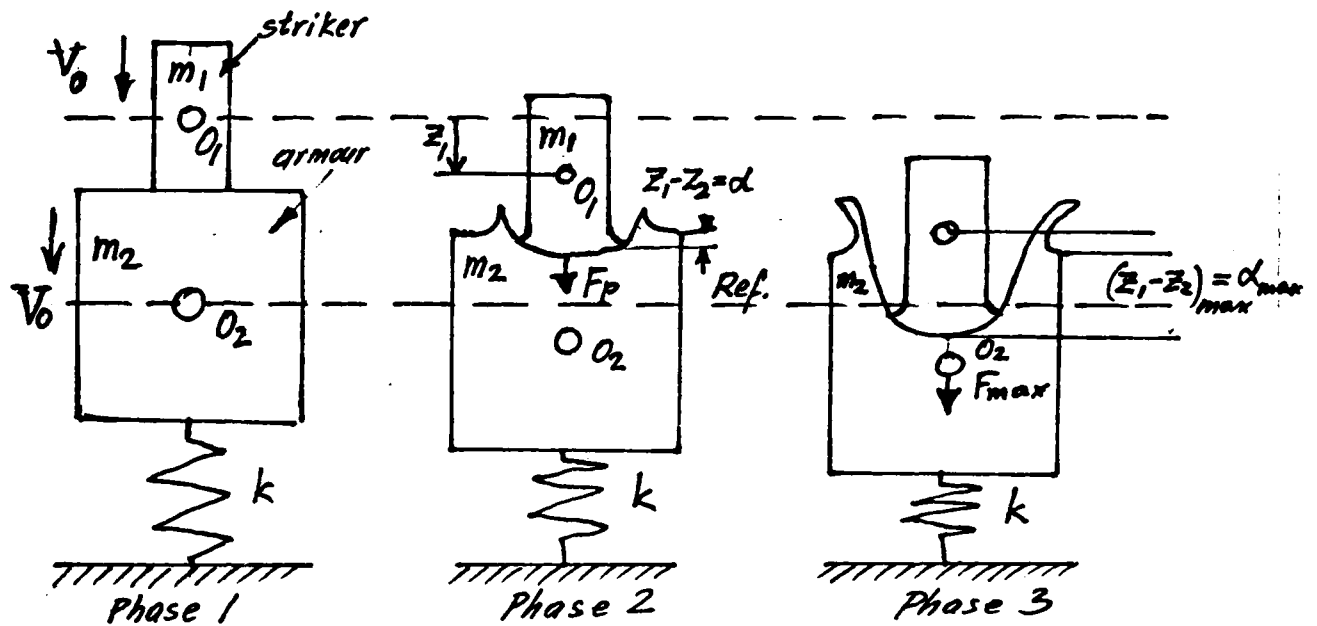 striker
V₀
m₁
O₁
armour
m₂
V₀
O₂
k
Phase 1
z₁
m₁
O₁
Z₁-Z₂=α
m₂
Fp
Ref.
O₂
k
Phase 2
m₂
(Z₁-Z₂)max = αmax
O₂
Fmax
k
Phase 3